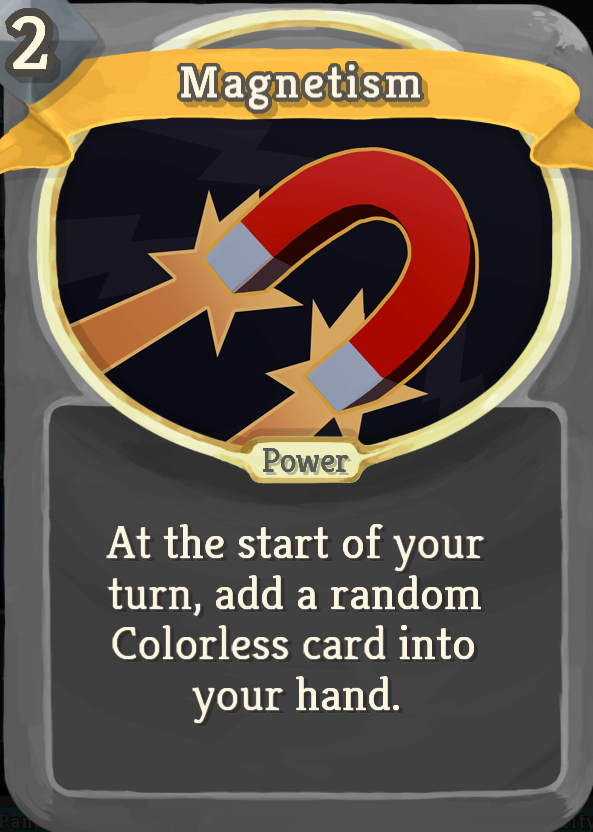 2
Magnetism
Power
At the start of your
turn, add a random
Colorless card into
your hand.